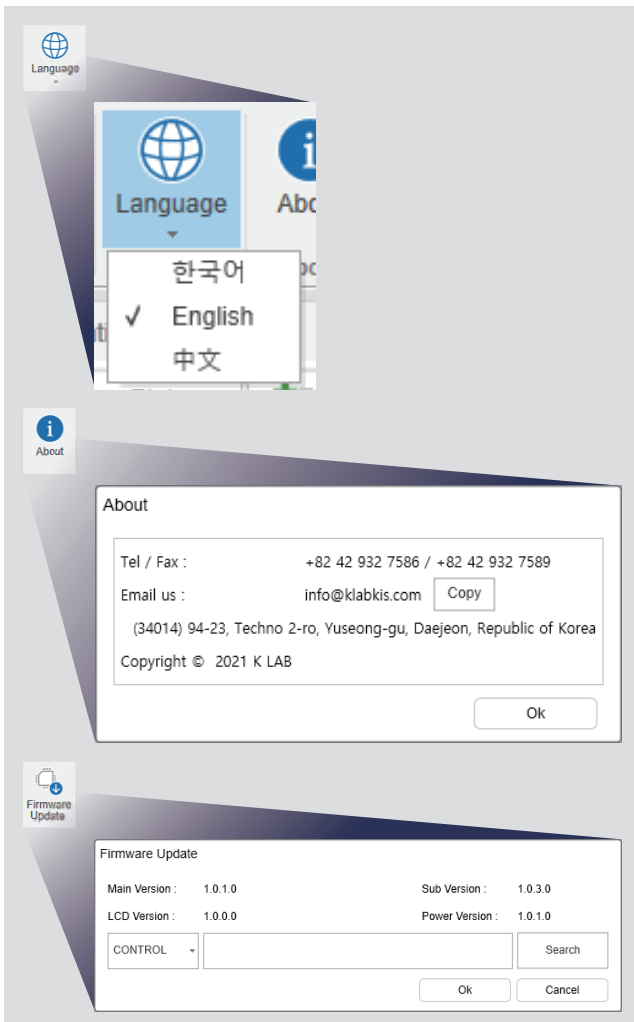 Language
Language
Abo
한국어
✓ English
中文
About
About
Tel / Fax : +82 42 932 7586 / +82 42 932 7589
Email us : info@klabkis.com Copy
(34014) 94-23, Techno 2-ro, Yuseong-gu, Daejeon, Republic of Korea
Copyright © 2021 K LAB
Ok
Firmware
Update
Firmware Update
Main Version : 1.0.1.0 Sub Version : 1.0.3.0
LCD Version : 1.0.0.0 Power Version : 1.0.1.0
CONTROL Search
Ok Cancel